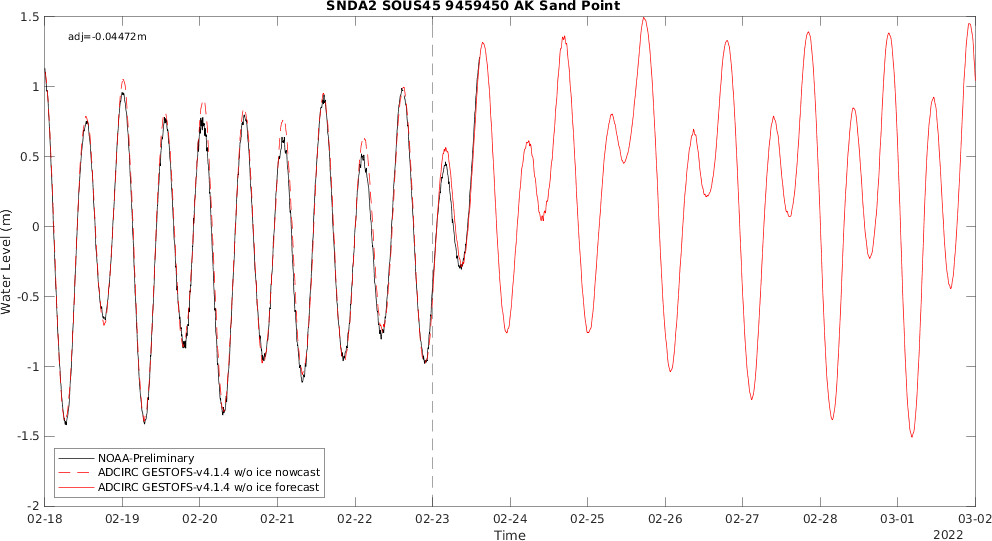 SNDA2 SOUS45 9459450 AK Sand Point
adj=-0.04472m
1.5
1
0.5
0
-0.5
-1
-1.5
-2
Water Level (m)
NOAA-Preliminary
ADCIRC GESTOFS-v4.1.4 w/o ice nowcast
ADCIRC GESTOFS-v4.1.4 w/o ice forecast
02-18 02-19 02-20 02-21 02-22 02-23 02-24 02-25 02-26 02-27 02-28 03-01 03-02
Time
2022